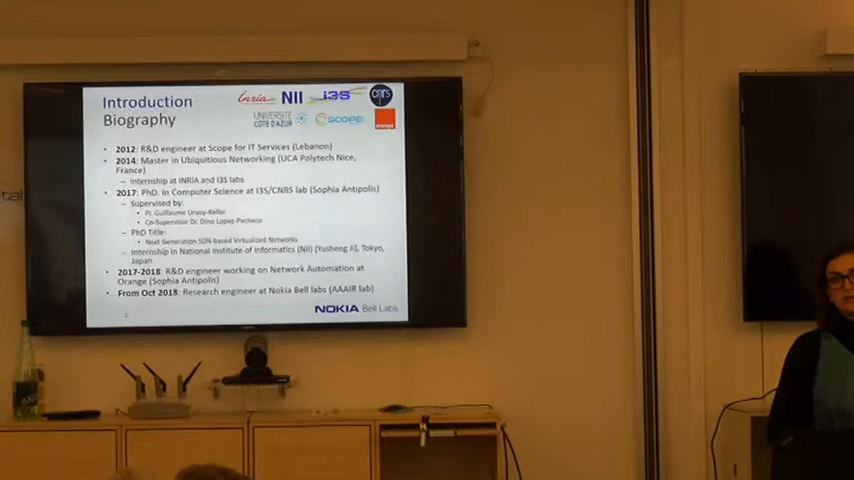 Introduction
Biography
Inria
NII
i3S
cnrs
UNIVERSITÉ
CÔTE D'AZUR
SCOPE
orange
• 2012: R&D engineer at Scope for IT Services (Lebanon)
• 2014: Master in Ubiquitious Networking (UCA Polytech Nice,
France)
– Internship at INRIA and I3S labs
• 2017: PhD. In Computer Science at I3S/CNRS lab (Sophia Antipolis)
– Supervised by:
• Pr. Guillaume Urvoy-Keller
• Co-Supervisor Dr. Dino Lopez-Pacheco
– PhD Title:
• Next Generation SDN based Virtualized Networks
– Internship in National Institute of Informatics (NII) (Yusheng Ji), Tokyo,
Japan
• 2017-2018: R&D engineer working on Network Automation at
Orange (Sophia Antipolis)
• From Oct 2018: Research engineer at Nokia Bell labs (AAAIR lab)
2
NOKIA Bell Labs
ital